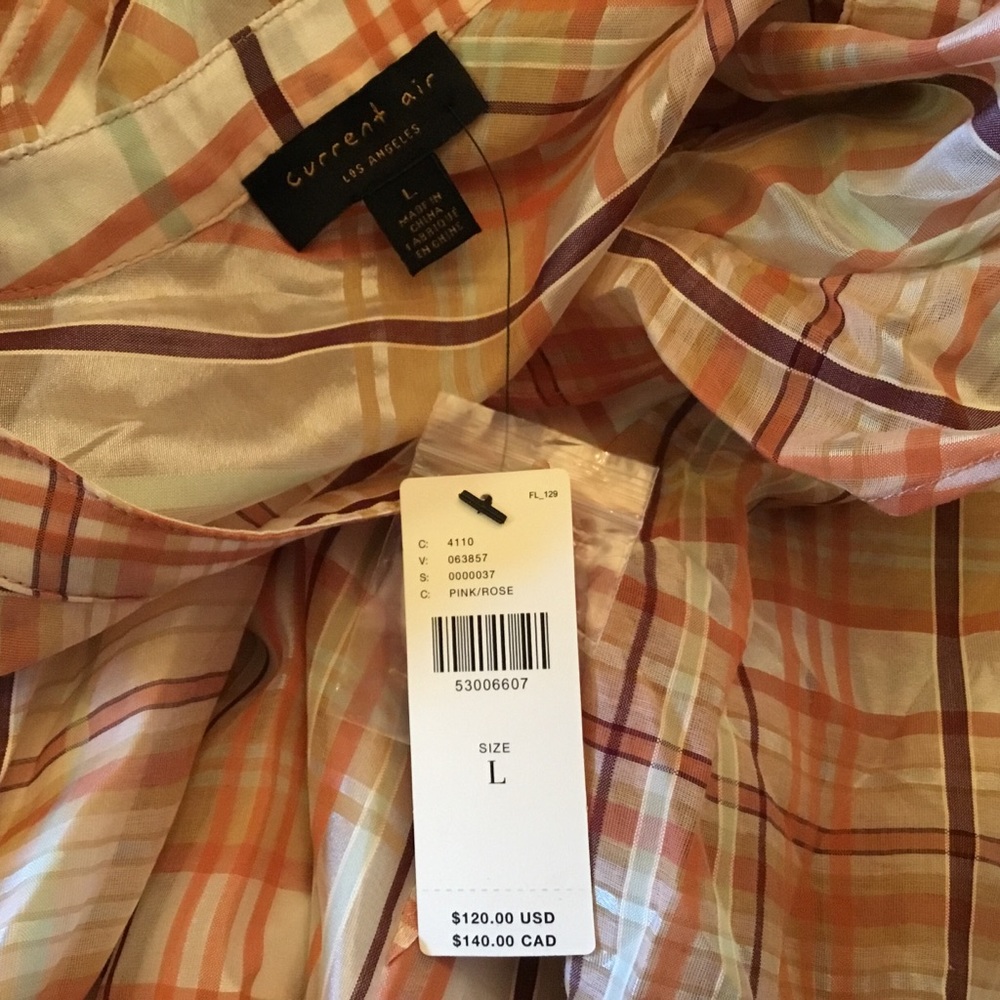 current air
LOS ANGELES
L
MADE IN
CHINA
FABRIQUE
EN CHINE
FL_129
C: 4110
V: 063857
S: 0000037
C: PINK/ROSE
53006607
SIZE
L
$120.00 USD
$140.00 CAD